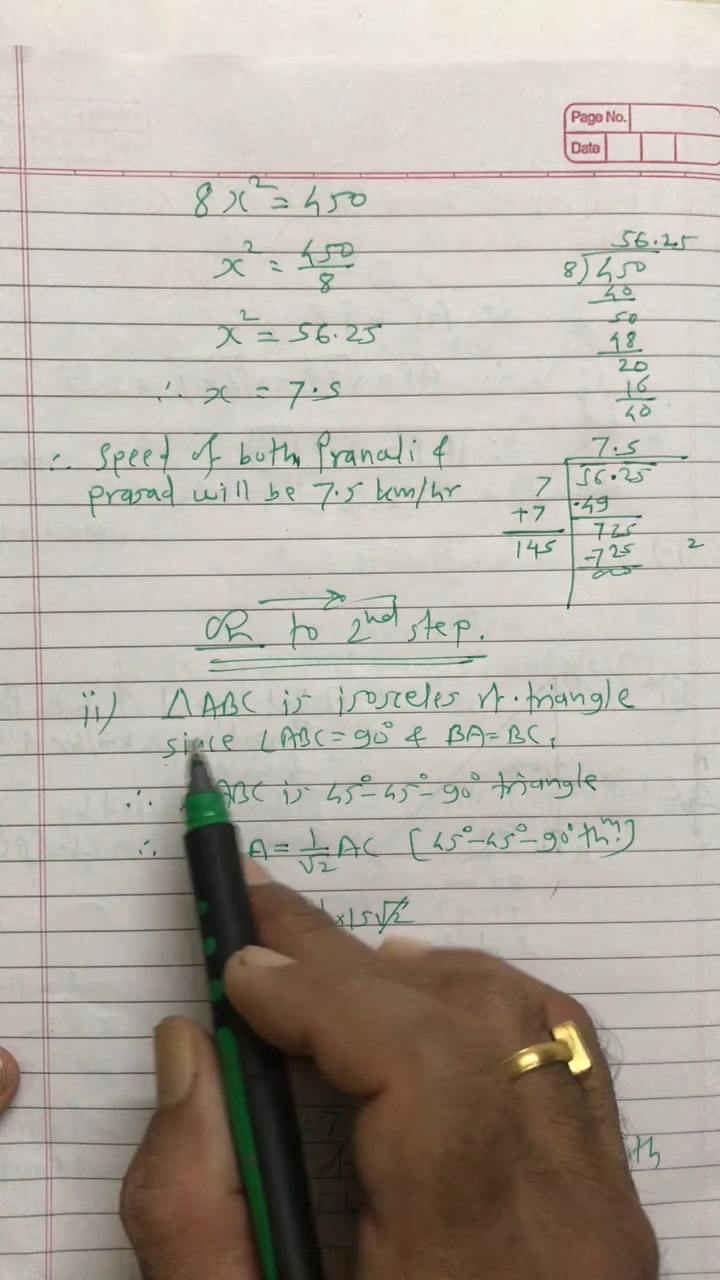 Page No.
Date
8x² = 450
x² = 450/8
x² = 56.25
∴ x = 7.5
56.25
8)450
40
50
48
20
16
40
∴ speed of both Pranali &
prasad will be 7.5 km/hr
7.5
7 56.25
+7 -49
145 725
-725
000
2
OR to 2nd step.
ii) △ABC is isosceles rt. triangle
since ∠ABC = 90° & BA = BC,
∴ ABC is 45°-45°-90° triangle
∴ A = 1/√2 AC [45°-45°-90° thm.]
×15√2
th